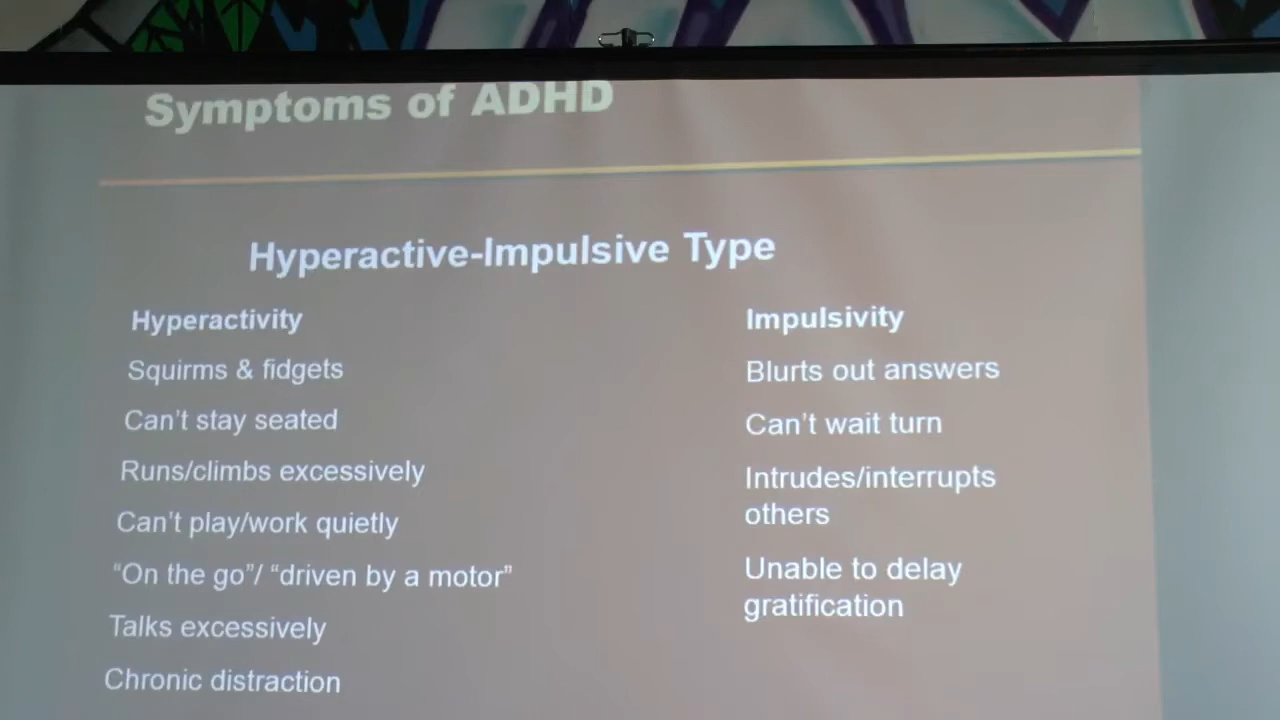 Symptoms of ADHD
Hyperactive-Impulsive Type
Hyperactivity
Squirms & fidgets
Can't stay seated
Runs/climbs excessively
Can't play/work quietly
“On the go”/ “driven by a motor”
Talks excessively
Chronic distraction
Impulsivity
Blurts out answers
Can't wait turn
Intrudes/interrupts
others
Unable to delay
gratification